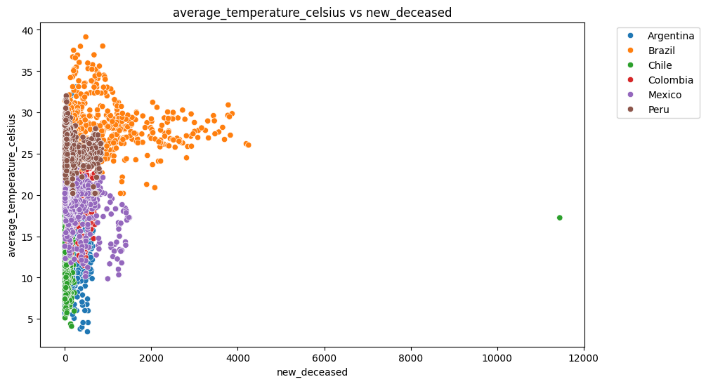 average_temperature_celsius vs new_deceased
average_temperature_celsius
40
35
30
25
20
15
10
5
0
2000
4000
6000
8000
10000
12000
new_deceased
Argentina
Brazil
Chile
Colombia
Mexico
Peru